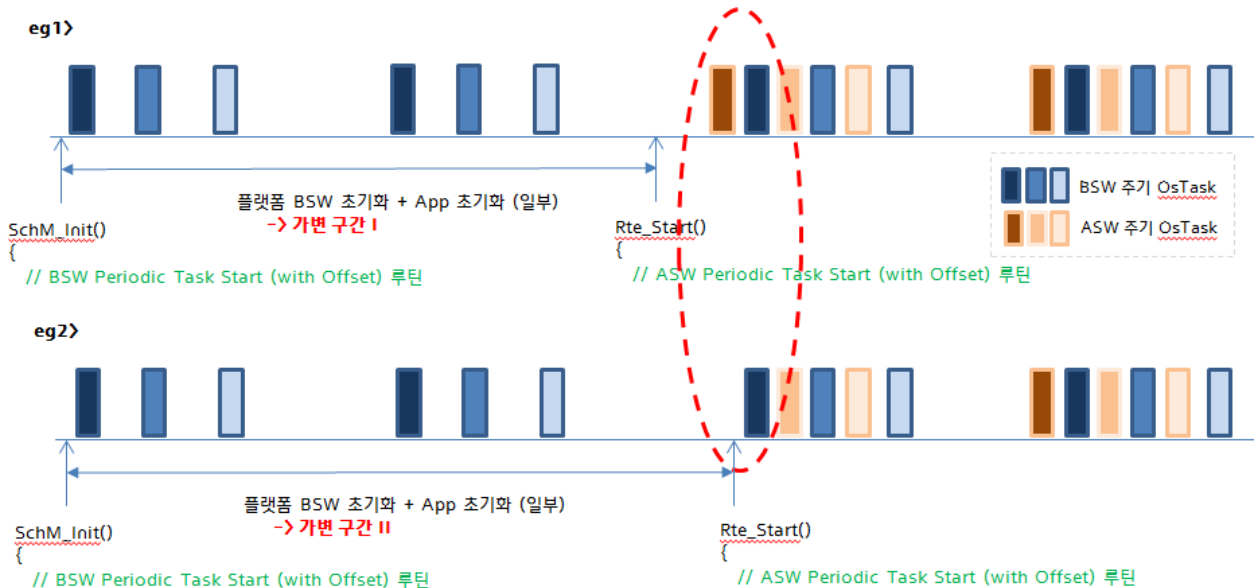 eg1>
BSW 주기 OsTask
ASW 주기 OsTask
플랫폼 BSW 초기화 + App 초기화 (일부)
-> 가변 구간 I
SchM_Init()
{
// BSW Periodic Task Start (with Offset) 루틴
Rte_Start()
{
// ASW Periodic Task Start (with Offset) 루틴
eg2>
플랫폼 BSW 초기화 + App 초기화 (일부)
-> 가변 구간 II
SchM_Init()
{
// BSW Periodic Task Start (with Offset) 루틴
Rte_Start()
{
// ASW Periodic Task Start (with Offset) 루틴